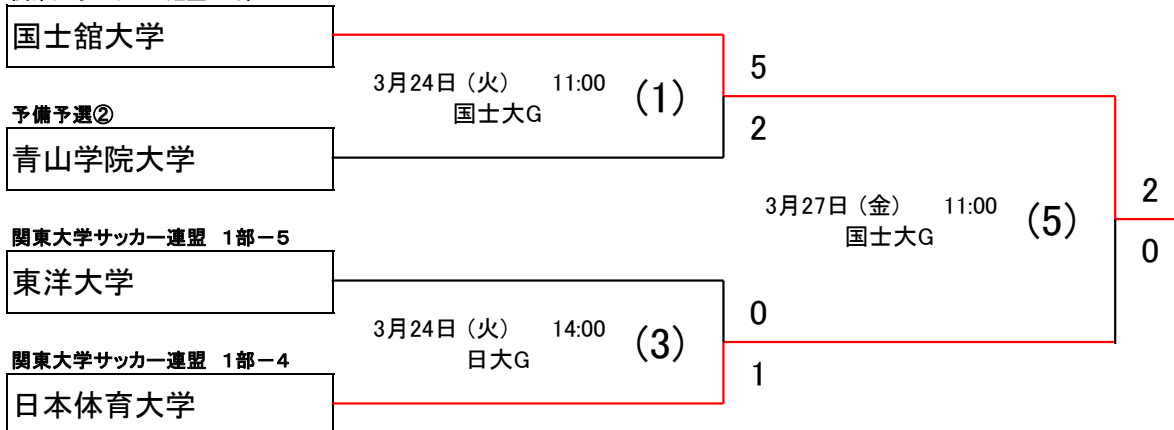 国士舘大学
5
3月24日（火） 11:00
(1)
国士大G
予備予選②
2
青山学院大学
2
3月27日（金） 11:00
(5)
国士大G
関東大学サッカー連盟 1部－5
0
東洋大学
0
3月24日（火） 14:00
(3)
日大G
関東大学サッカー連盟 1部－4
1
日本体育大学